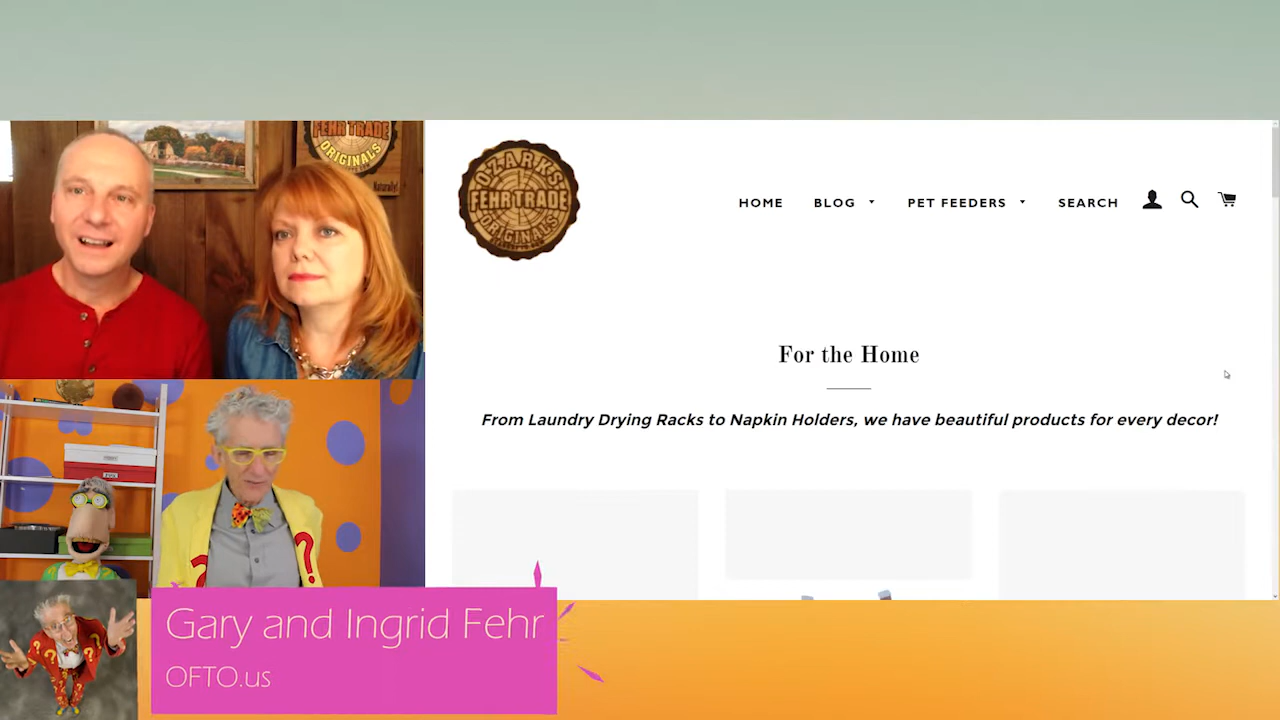 FEHR TRADE
ORIGINALS
Naturally!
OZARKS
FEHR TRADE
ORIGINALS
HOME
BLOG
PET FEEDERS
SEARCH
For the Home
From Laundry Drying Racks to Napkin Holders, we have beautiful products for every decor!
?
?
Gary and Ingrid Fehr
OFTO.us